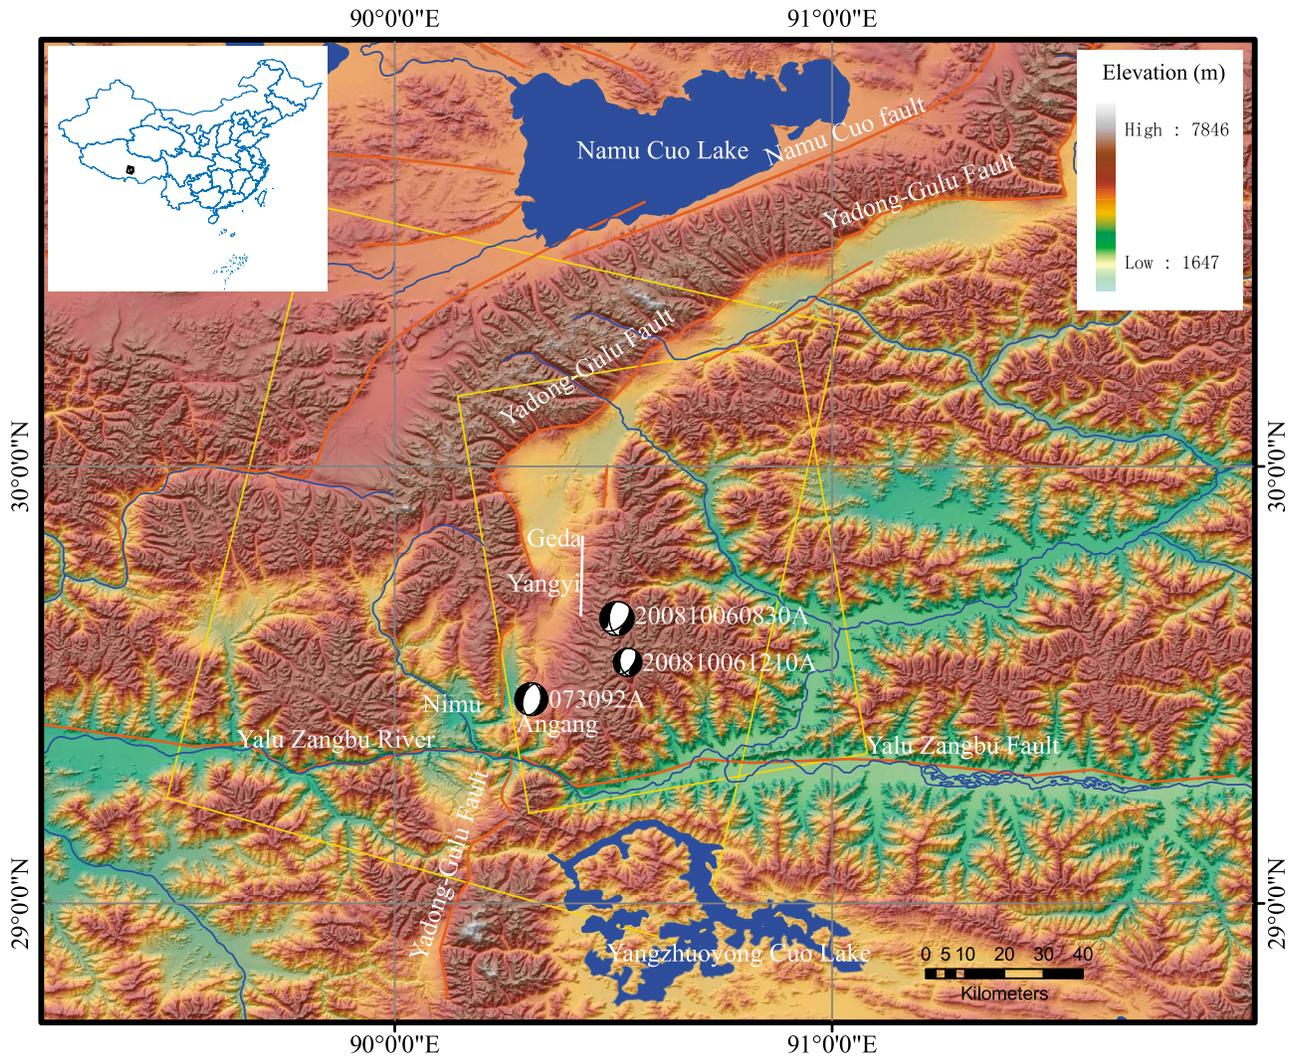 90°0'0"E
91°0'0"E
Elevation (m)
High : 7846
Low : 1647
Namu Cuo Lake
Namu Cuo fault
Yadong-Gulu Fault
Yadong-Gulu Fault
30°0'0"N
30°0'0"N
Geda
Yangyi
200810060830A
200810061210A
073092A
Angang
Nimu
Yalu Zangbu River
Yalu Zangbu Fault
Yadong Gulu Fault
29°0'0"N
29°0'0"N
Yangzhuoyong Cuo Lake
0 5 10 20 30 40
Kilometers
90°0'0"E
91°0'0"E